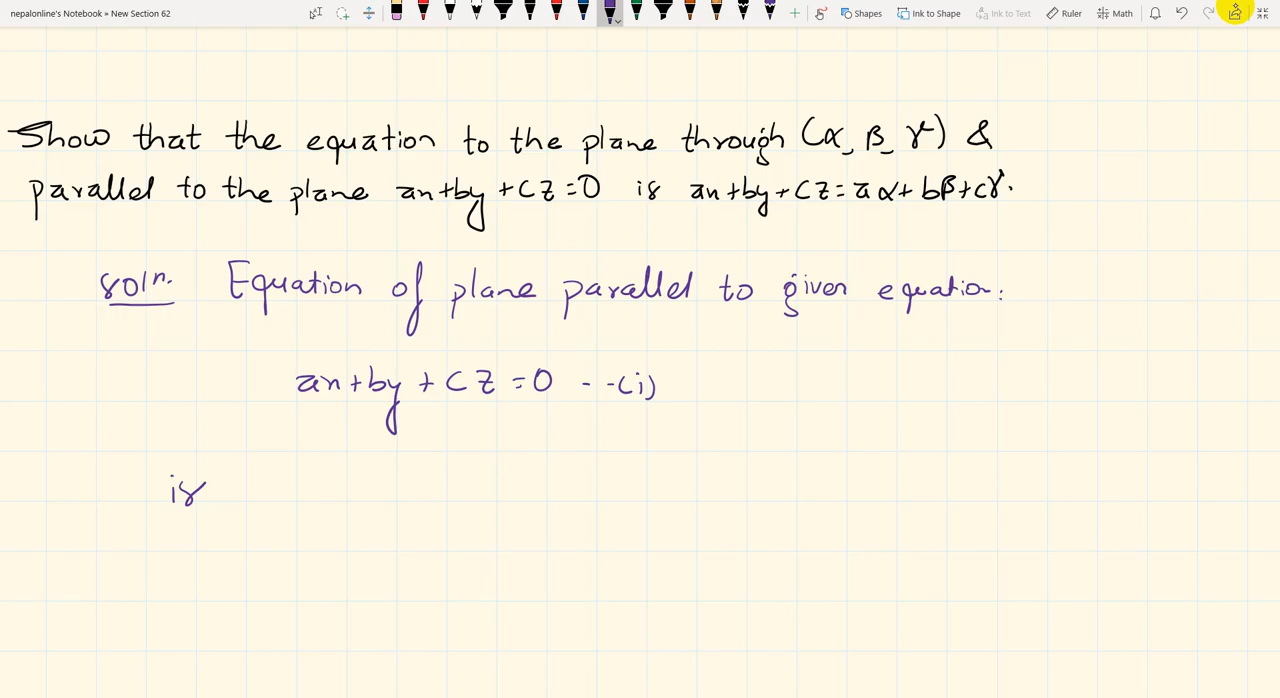 nepalonline's Notebook » New Section 62
Shapes Ink to Shape Ink to Text Ruler Math
Show that the equation to the plane through (α, β, γ) &
parallel to the plane ax+by+cz=0 is ax+by+cz=aα+bβ+cγ.
soln. Equation of plane parallel to given equation:
ax+by+cz=0 - -(i)
is